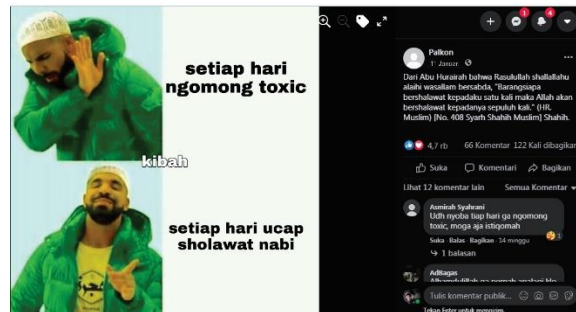 setiap hari
ngomong toxic
kibah
setiap hari ucap
sholawat nabi
1
4
Palkon
11 Januari
Dari Abu Hurairah bahwa Rasulullah shallallahu
alaihi wasallam bersabda, "Barangsiapa
bershalawat kepadaku satu kali maka Allah akan
bershalawat kepadanya sepuluh kali." (HR.
Muslim) [No. 408 Syarh Shahih Muslim] Shahih.
4,7 rb 66 Komentar 122 Kali dibagikan
Suka Komentari Bagikan
Lihat 12 komentar lain Semua Komentar
Asmirah Syahrani
Udh nyoba tiap hari ga ngomong
toxic, moga aja istiqomah
Suka · Balas · Bagikan · 14 minggu
1 balasan
AdBagas
Tulis komentar publik...
Tekan Enter untuk mengirim.